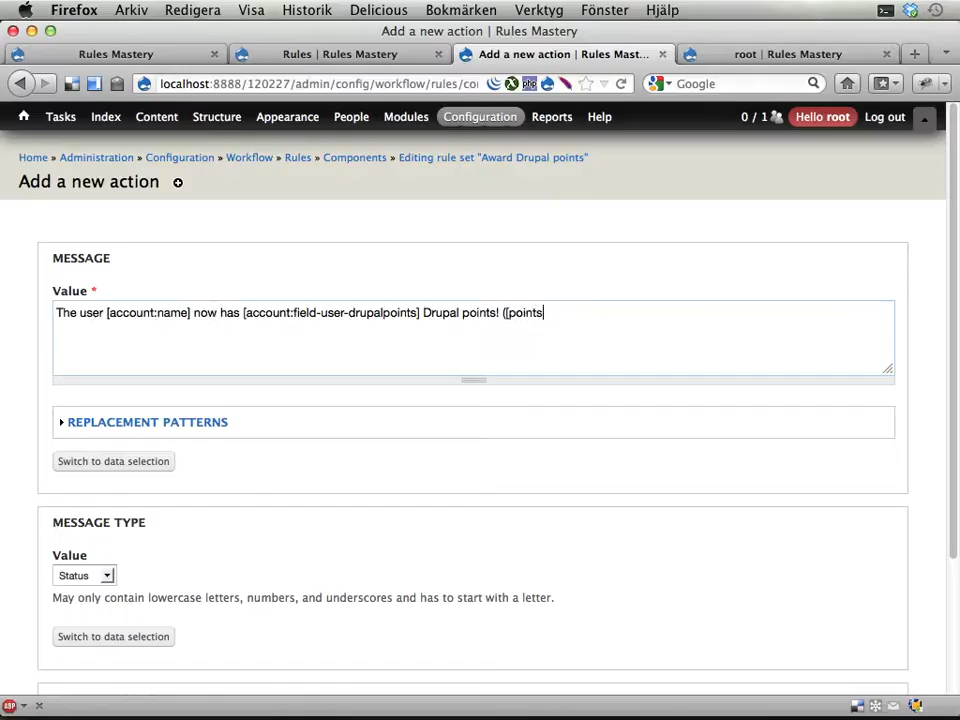 Firefox Arkiv Redigera Visa Historik Delicious Bokmärken Verktyg Fönster Hjälp
Add a new action | Rules Mastery
Rules Mastery × Rules | Rules Mastery × Add a new action | Rules Mast... × root | Rules Mastery × +
localhost:8888/120227/admin/config/workflow/rules/co Google
Tasks Index Content Structure Appearance People Modules Configuration Reports Help 0 / 1 Hello root Log out
Home » Administration » Configuration » Workflow » Rules » Components » Editing rule set "Award Drupal points"
Add a new action
MESSAGE
Value *
The user [account:name] now has [account:field-user-drupalpoints] Drupal points! ([points
REPLACEMENT PATTERNS
Switch to data selection
MESSAGE TYPE
Value
Status
May only contain lowercase letters, numbers, and underscores and has to start with a letter.
Switch to data selection
ABP ×